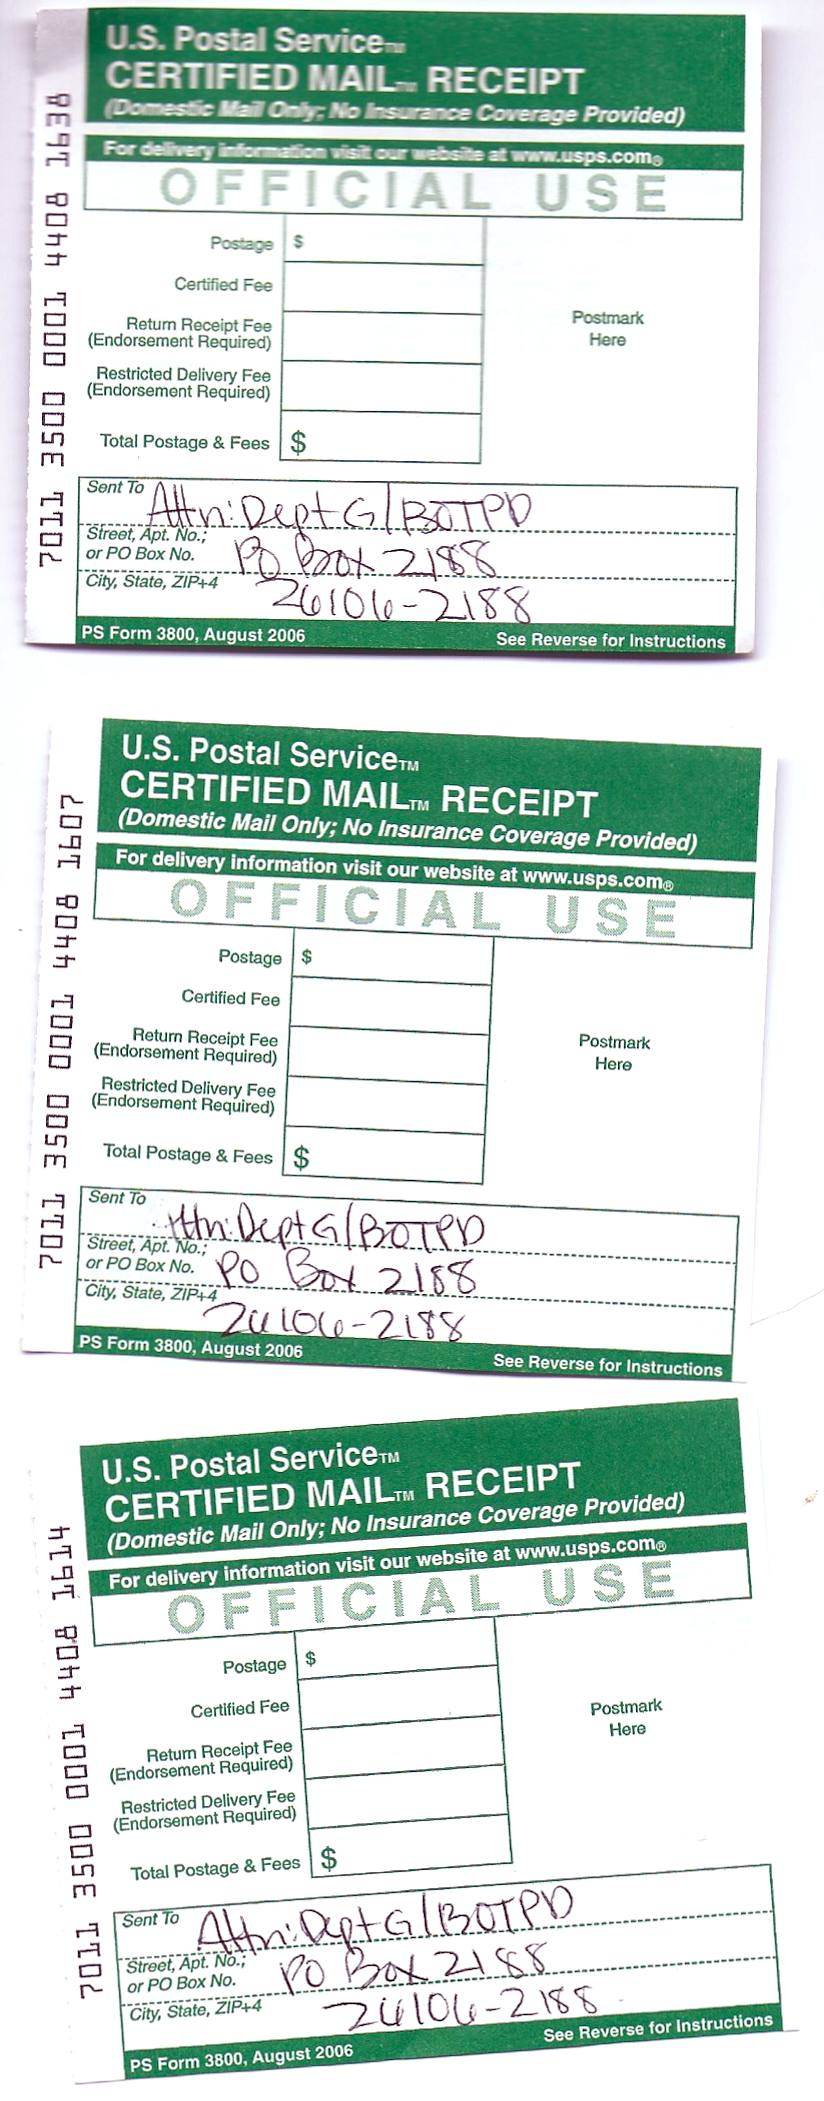 U.S. Postal Service™
CERTIFIED MAIL™ RECEIPT
(Domestic Mail Only; No Insurance Coverage Provided)
For delivery information visit our website at www.usps.com®
OFFICIAL USE
Postage $
Certified Fee
Return Receipt Fee
(Endorsement Required)
Restricted Delivery Fee
(Endorsement Required)
Total Postage & Fees $
Postmark
Here
7011 3500 0001 4408 1638
Sent To Attn: Dept G/BOTPD
Street, Apt. No.;
or PO Box No. PO Box 2188
City, State, ZIP+4 26106-2188
PS Form 3800, August 2006 See Reverse for Instructions
U.S. Postal Service™
CERTIFIED MAIL™ RECEIPT
(Domestic Mail Only; No Insurance Coverage Provided)
For delivery information visit our website at www.usps.com®
OFFICIAL USE
Postage $
Certified Fee
Return Receipt Fee
(Endorsement Required)
Restricted Delivery Fee
(Endorsement Required)
Total Postage & Fees $
Postmark
Here
7011 3500 0001 4408 1607
Sent To Attn: Dept G/BOTPD
Street, Apt. No.;
or PO Box No. PO Box 2188
City, State, ZIP+4 26106-2188
PS Form 3800, August 2006 See Reverse for Instructions
U.S. Postal Service™
CERTIFIED MAIL™ RECEIPT
(Domestic Mail Only; No Insurance Coverage Provided)
For delivery information visit our website at www.usps.com®
OFFICIAL USE
Postage $
Certified Fee
Return Receipt Fee
(Endorsement Required)
Restricted Delivery Fee
(Endorsement Required)
Total Postage & Fees $
Postmark
Here
7011 3500 0001 4408 1614
Sent To Attn: Dept G/BOTPD
Street, Apt. No.;
or PO Box No. PO Box 2188
City, State, ZIP+4 26106-2188
PS Form 3800, August 2006 See Reverse for Instructions